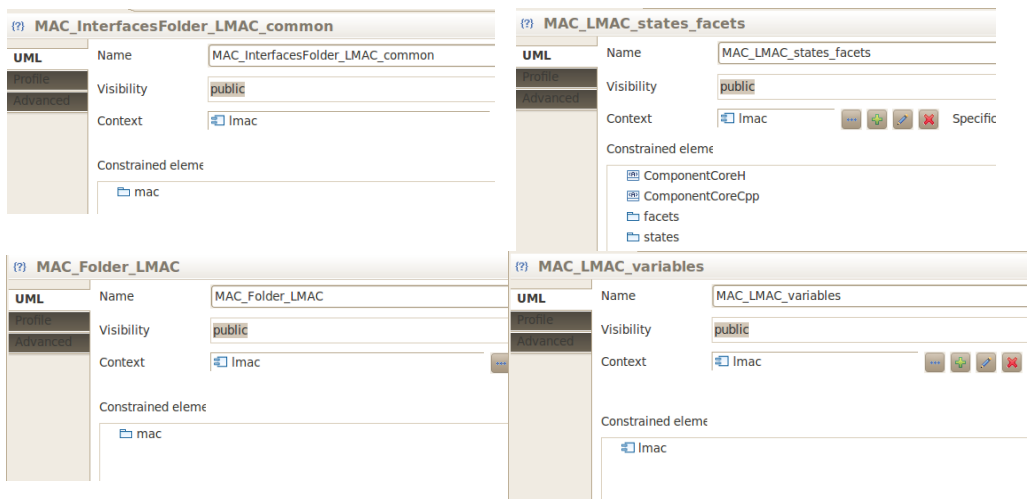 MAC_InterfacesFolder_LMAC_common
UML
Profile
Advanced
Name
MAC_InterfacesFolder_LMAC_common
Visibility
public
Context
lmac
Constrained eleme
mac
MAC_LMAC_states_facets
UML
Profile
Advanced
Name
MAC_LMAC_states_facets
Visibility
public
Context
lmac
Specific
Constrained eleme
ComponentCoreH
ComponentCoreCpp
facets
states
MAC_Folder_LMAC
UML
Profile
Advanced
Name
MAC_Folder_LMAC
Visibility
public
Context
lmac
Constrained eleme
mac
MAC_LMAC_variables
UML
Profile
Advanced
Name
MAC_LMAC_variables
Visibility
public
Context
lmac
Constrained eleme
lmac